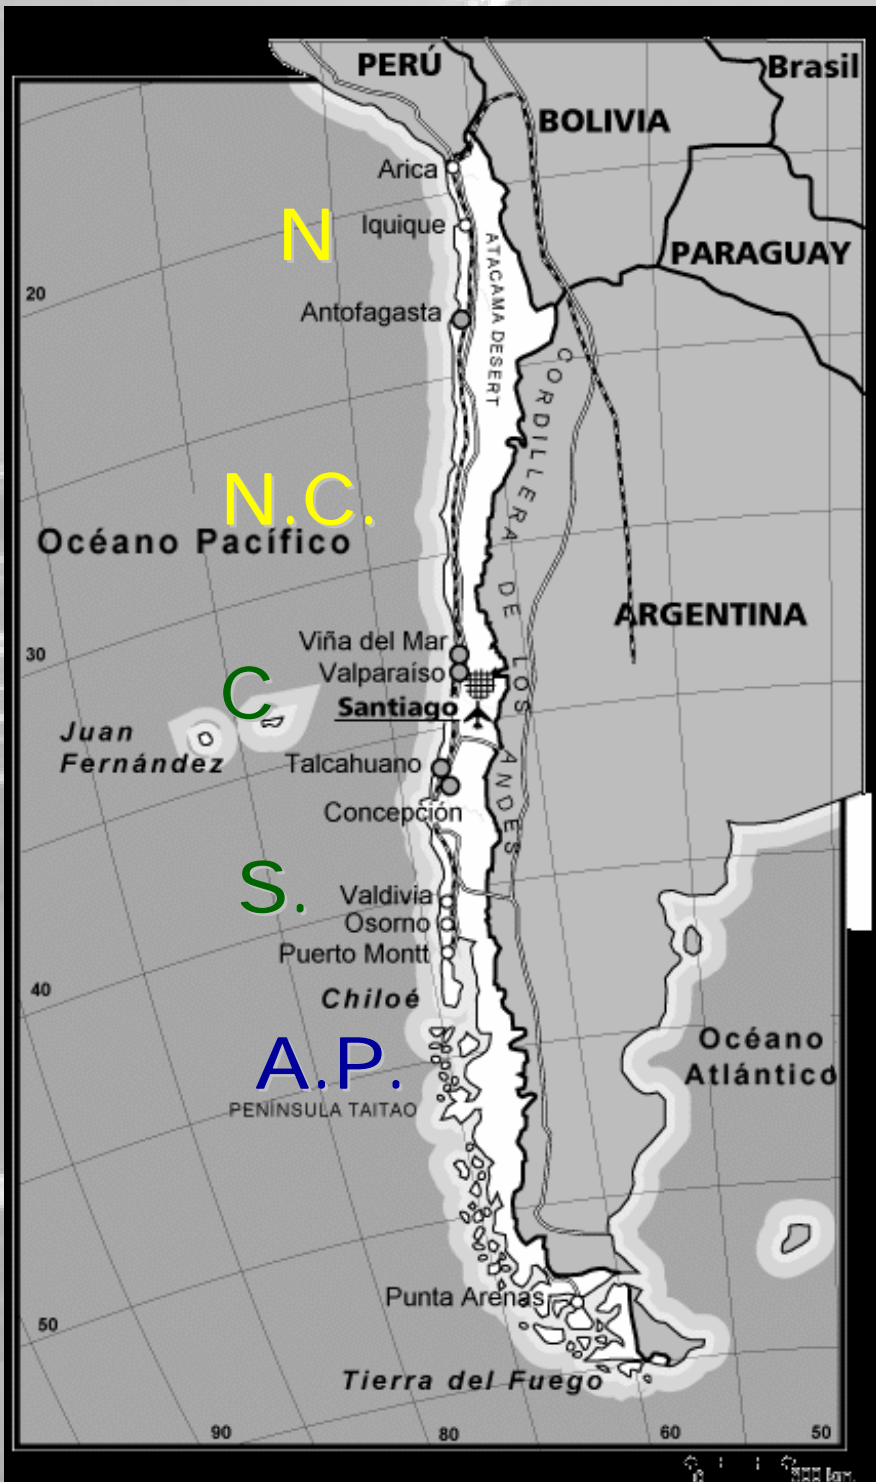 PERÚ
Brasil
BOLIVIA
Arica
N
Iquique
ATACAMA DESERT
PARAGUAY
20
Antofagasta
CORDILLERA DE LOS ANDES
N.C.
Océano Pacífico
ARGENTINA
Viña del Mar
30
Valparaíso
C
Santiago
Juan
Fernández
Talcahuano
Concepción
S.
Valdivia
Osorno
Puerto Montt
40
Chiloé
Océano
Atlántico
A.P.
PENÍNSULA TAITAO
Punta Arenas
50
Tierra del Fuego
90
80
60
50